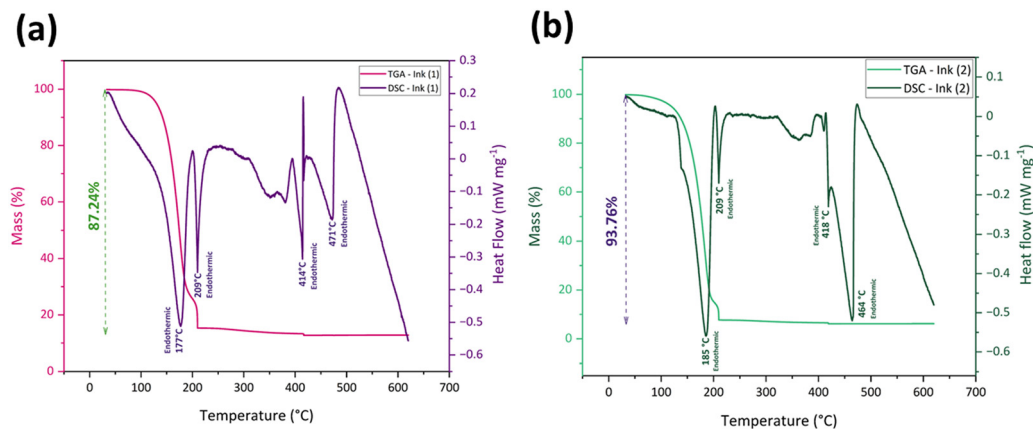 (a)
TGA - Ink (1)
DSC - Ink (1)
100
80
60
40
20
0
Mass (%)
87.24%
0.3
0.2
0.1
0
−0.1
−0.2
−0.3
−0.4
−0.5
−0.6
Heat Flow (mW mg⁻¹)
Endothermic
177°C
209°C
Endothermic
414°C
Endothermic
471°C
Endothermic
0 100 200 300 400 500 600 700
Temperature (°C)
(b)
TGA - Ink (2)
DSC - Ink (2)
100
80
60
40
20
0
Mass (%)
93.76%
0.1
0.05
0
−0.1
−0.2
−0.3
−0.4
−0.5
−0.6
Heat flow (mW mg⁻¹)
185 °C
Endothermic
209 °C
Endothermic
Endothermic
418 °C
464 °C
Endothermic
0 100 200 300 400 500 600 700
Temperature (°C)